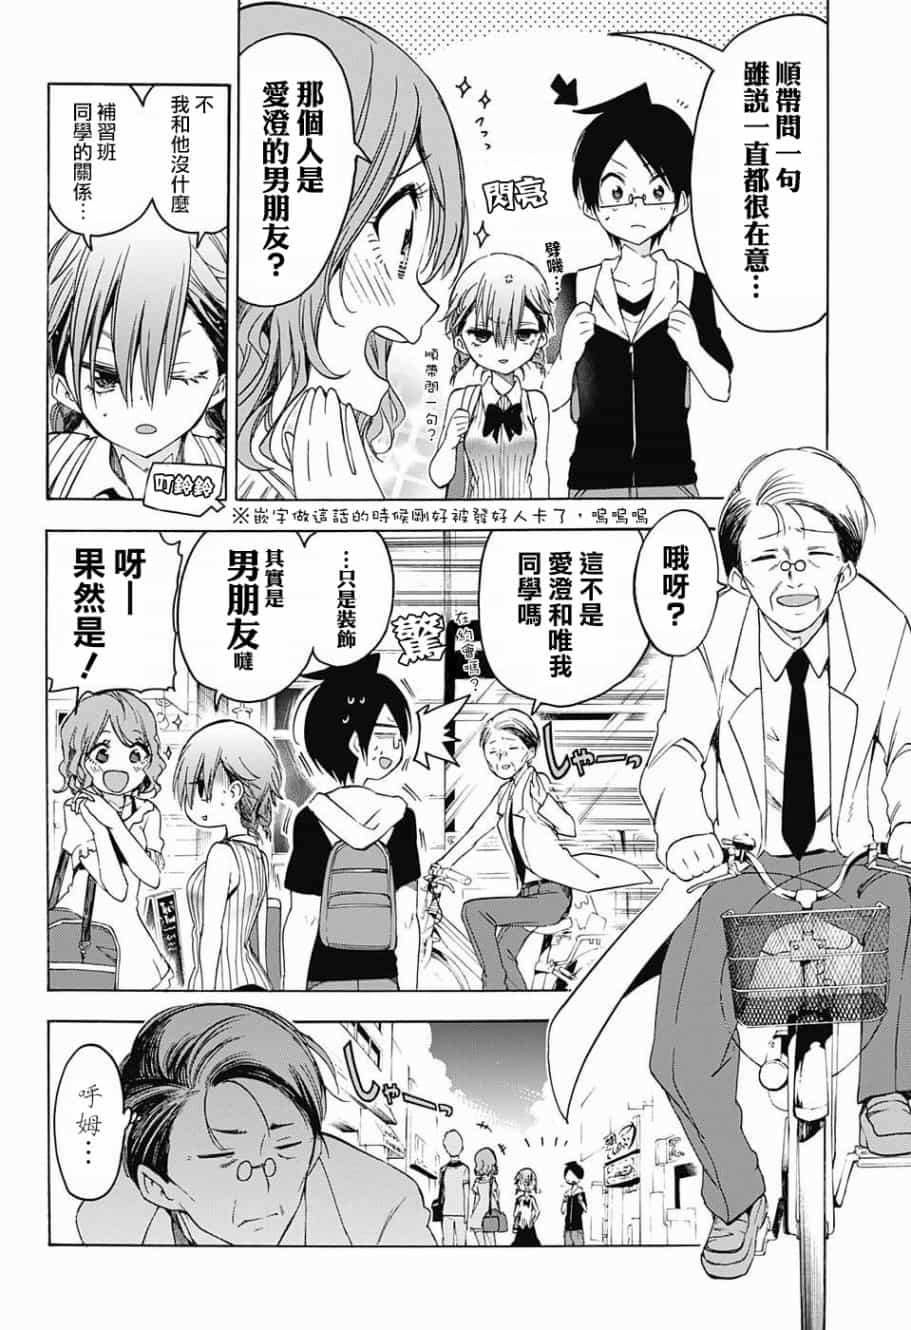 順帶問一句
雖説一直都很在意…
那個人是
愛澄的男朋友？
閃亮
劈嘰…
順帶問一句？
不
我和他沒什麼
補習班
同學的關係…
叮鈴鈴
※嵌字做這話的時候剛好被發好人卡了，嗚嗚嗚
哦呀？
這不是
愛澄和唯我
同學嗎
在約會嗎？
しゃーっ
驚
…只是裝飾
其實是
男朋友噠
呀ー
果然是！
しゃーっ
呼姆…